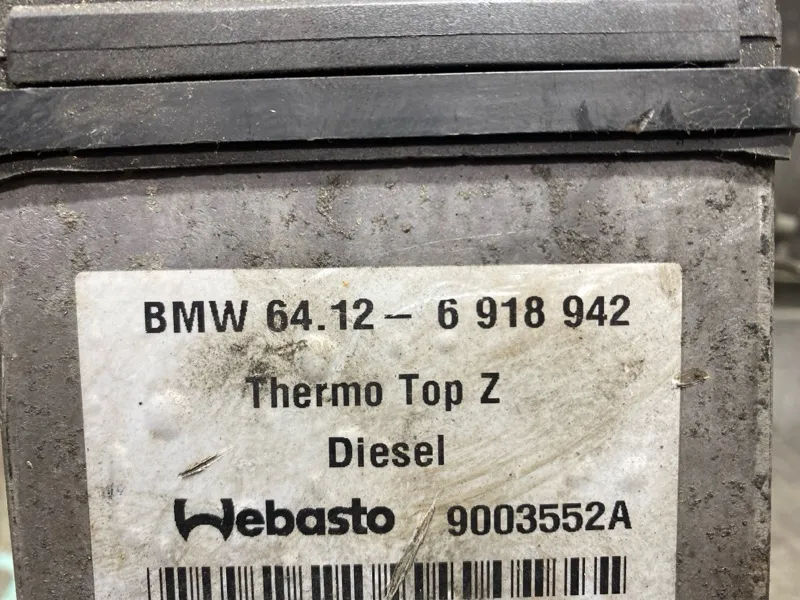 BMW 64.12 – 6 918 942
Thermo Top Z
Diesel
Webasto 9003552A